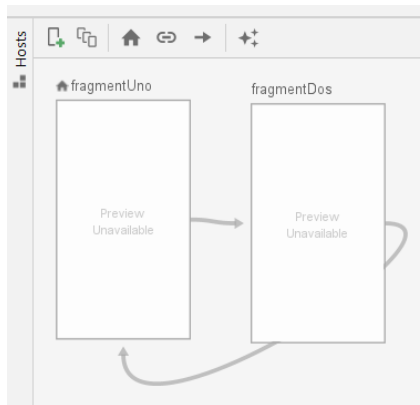 Hosts
fragmentUno
fragmentDos
Preview
Unavailable
Preview
Unavailable